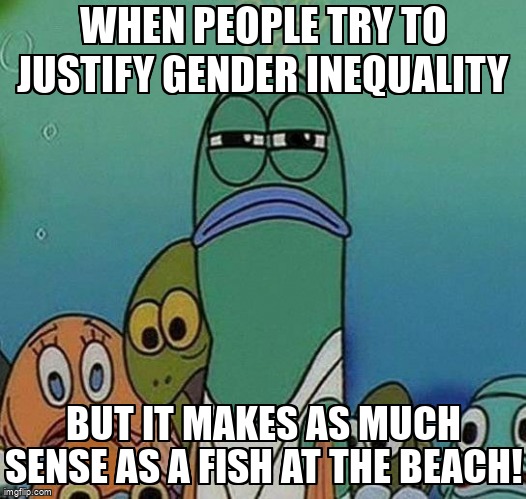 WHEN PEOPLE TRY TO
JUSTIFY GENDER INEQUALITY
BUT IT MAKES AS MUCH
SENSE AS A FISH AT THE BEACH!
imgflip.com